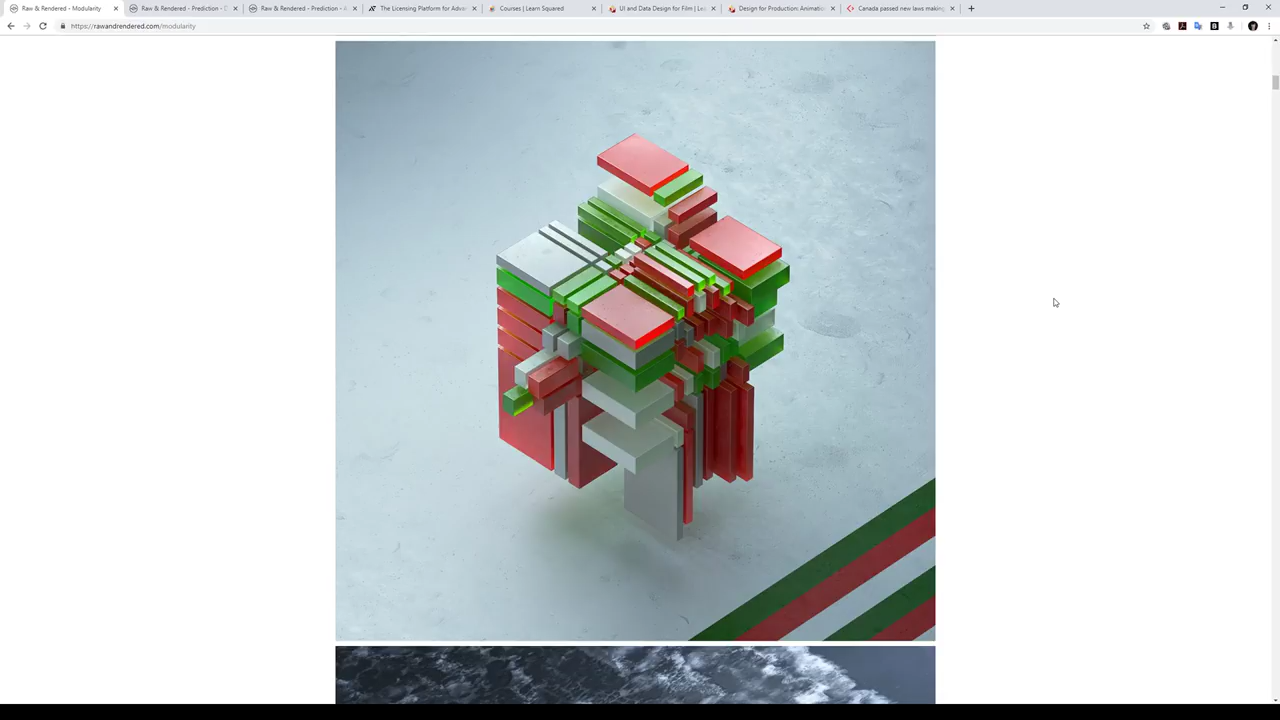 Raw & Rendered - Modularity
Raw & Rendered - Prediction - D
Raw & Rendered - Prediction - A
The Licensing Platform for Adv
Courses | Learn Squared
UI and Data Design for Film | Lea
Design for Production: Animatio
Canada passed new laws making
https://rawandrendered.com/modularity